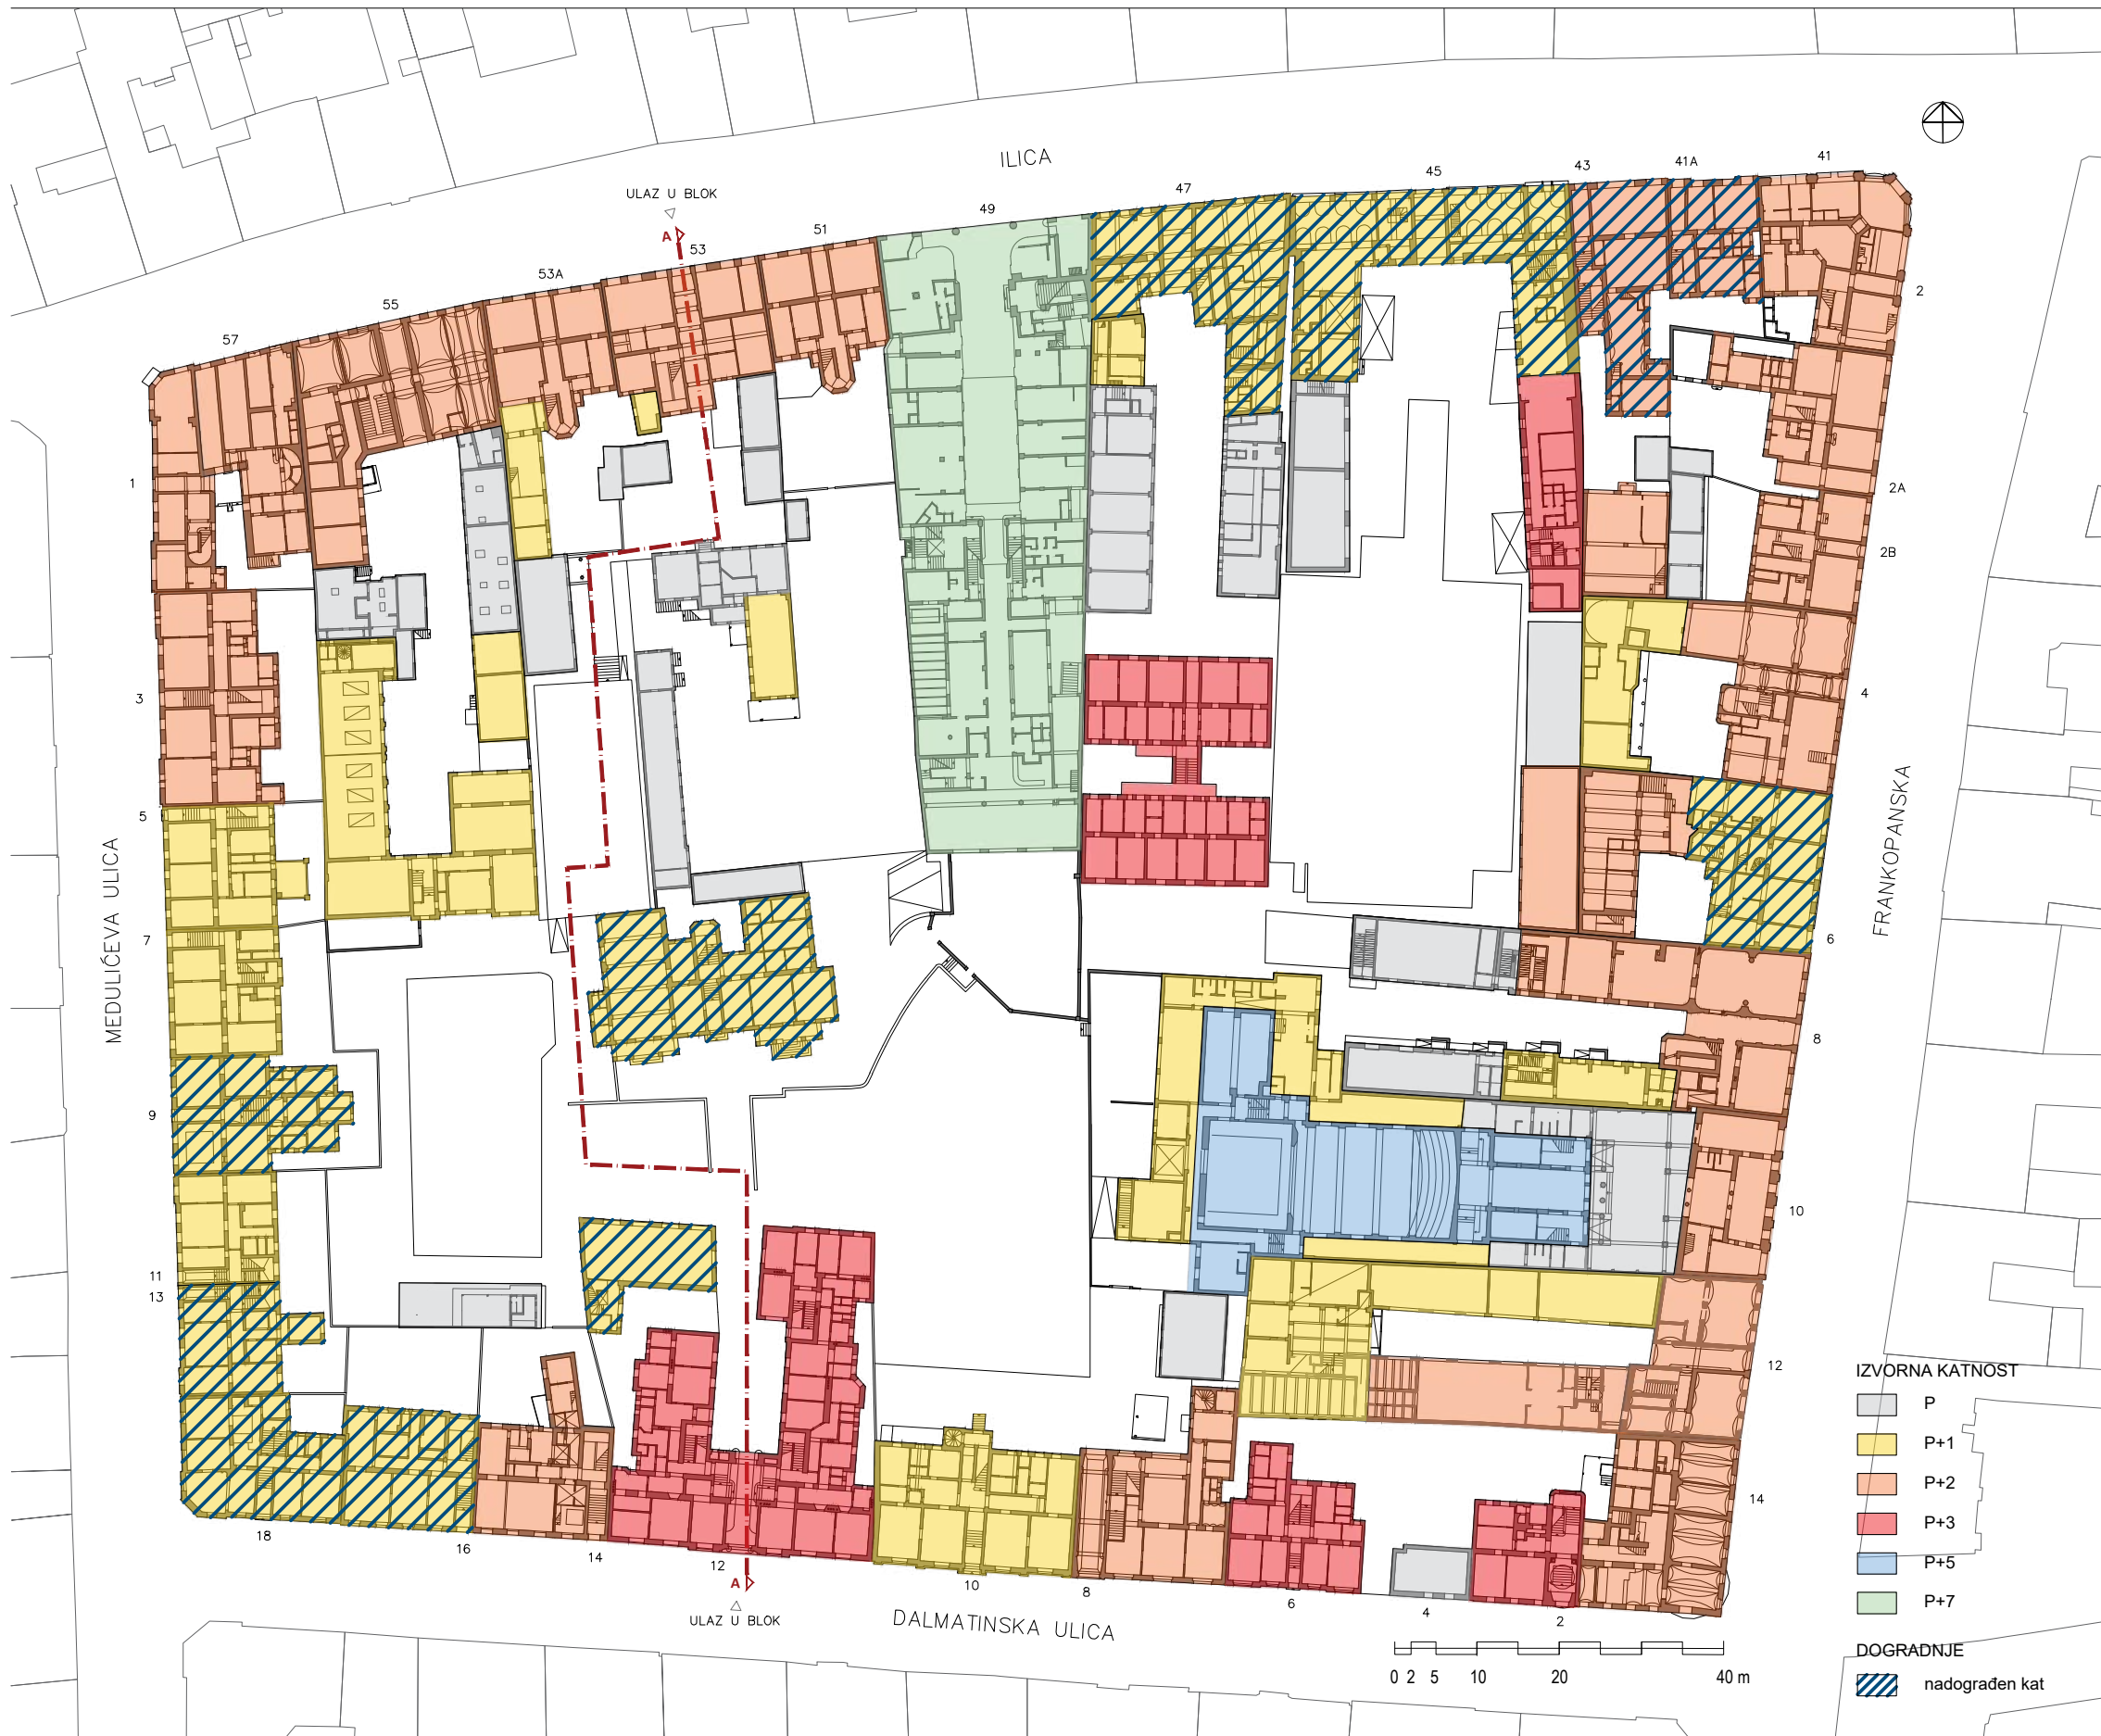 ILICA
41
41A
43
45
47
49
51
53
53A
55
57
ULAZ U BLOK
A
2
2A
2B
4
6
8
10
12
14
FRANKOPANSKA
1
3
5
7
9
11
13
MEDULIĆEVA ULICA
18
16
14
12
10
8
6
4
2
A
ULAZ U BLOK
DALMATINSKA ULICA
IZVORNA KATNOST
P
P+1
P+2
P+3
P+5
P+7
DOGRADNJE
nadograđen kat
0 2 5 10 20 40 m